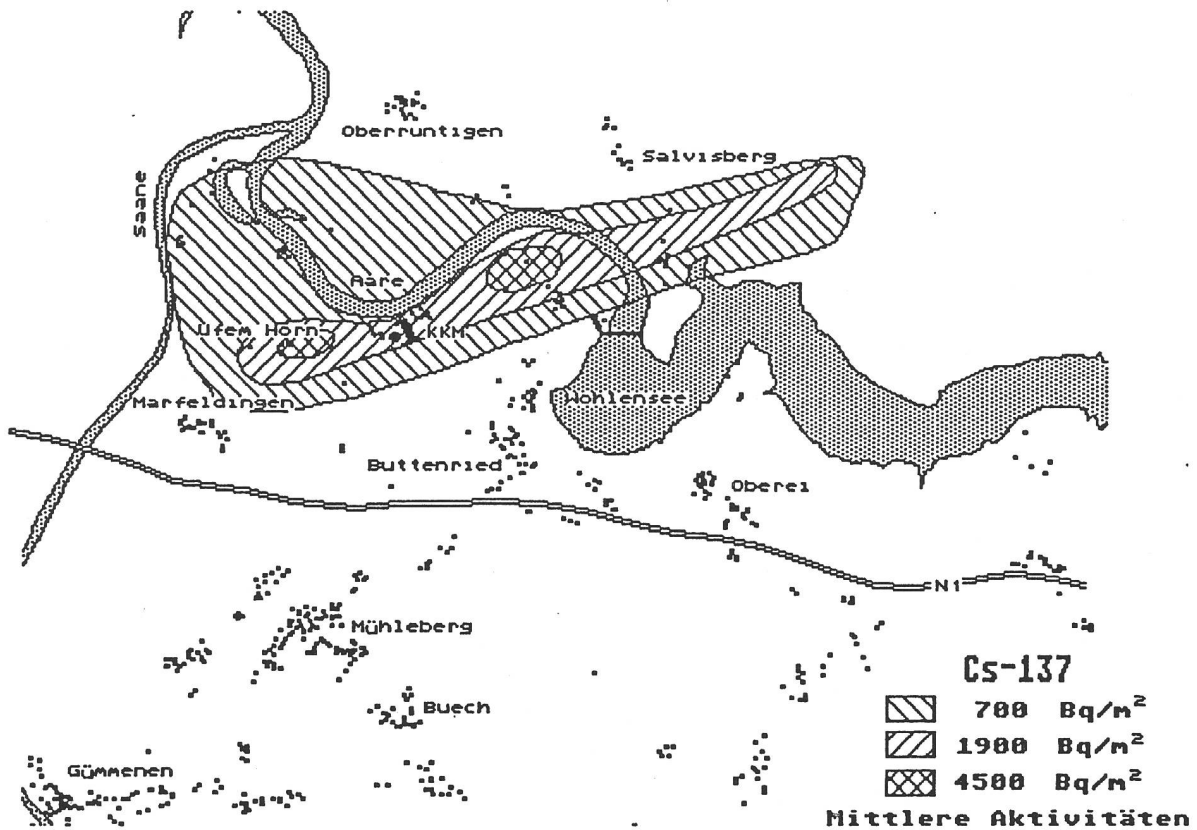 Oberruntigen
Salvisberg
Saane
Aare
Ufem Horn
KKM
Marfeldingen
Wohlensee
Buttenried
Oberei
N1
Mühleberg
Buech
Gümmenen
Cs-137
700 Bq/m²
1900 Bq/m²
4500 Bq/m²
Mittlere Aktivitäten